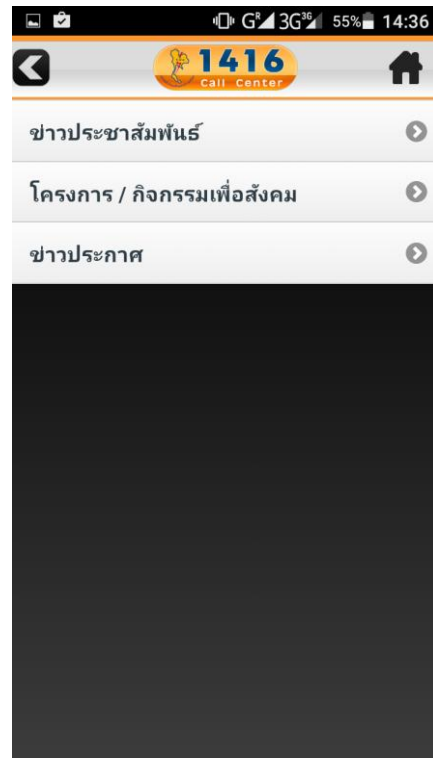 G R 3G 3G 55% 14:36
1416
Call Center
ข่าวประชาสัมพันธ์
โครงการ / กิจกรรมเพื่อสังคม
ข่าวประกาศ